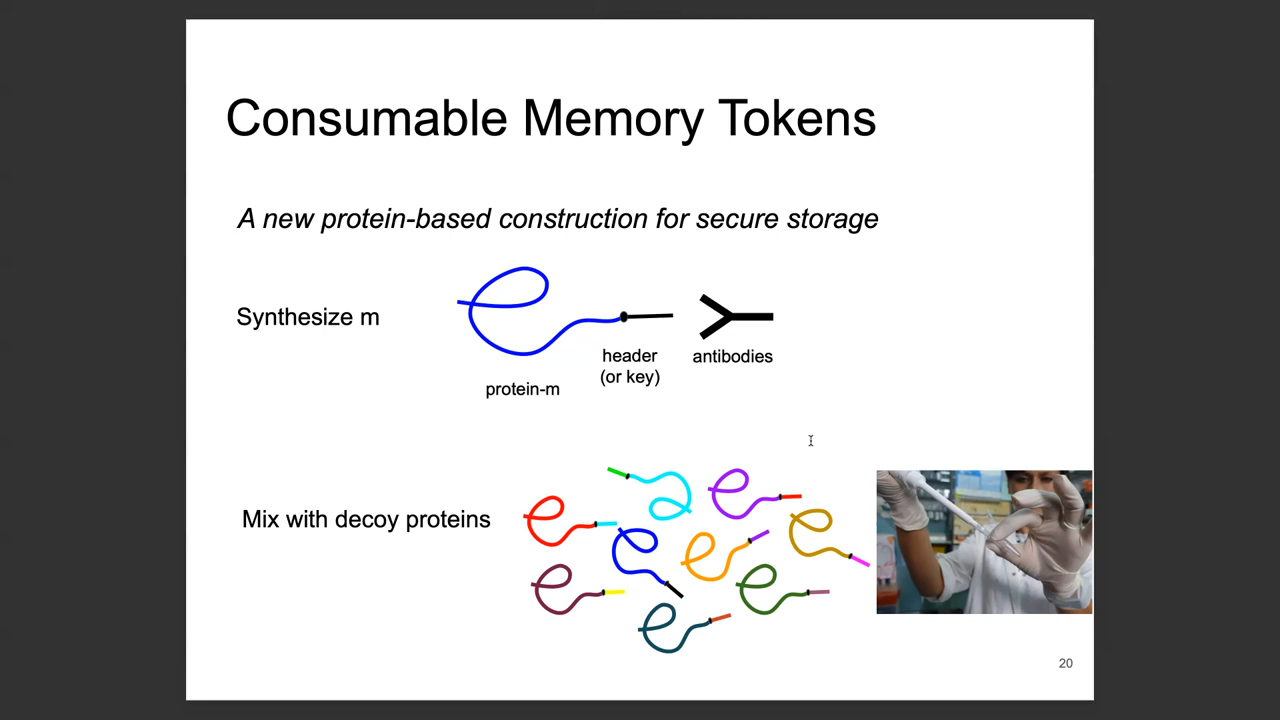 Consumable Memory Tokens
A new protein-based construction for secure storage
Synthesize m
header
(or key)
antibodies
protein-m
Mix with decoy proteins
20